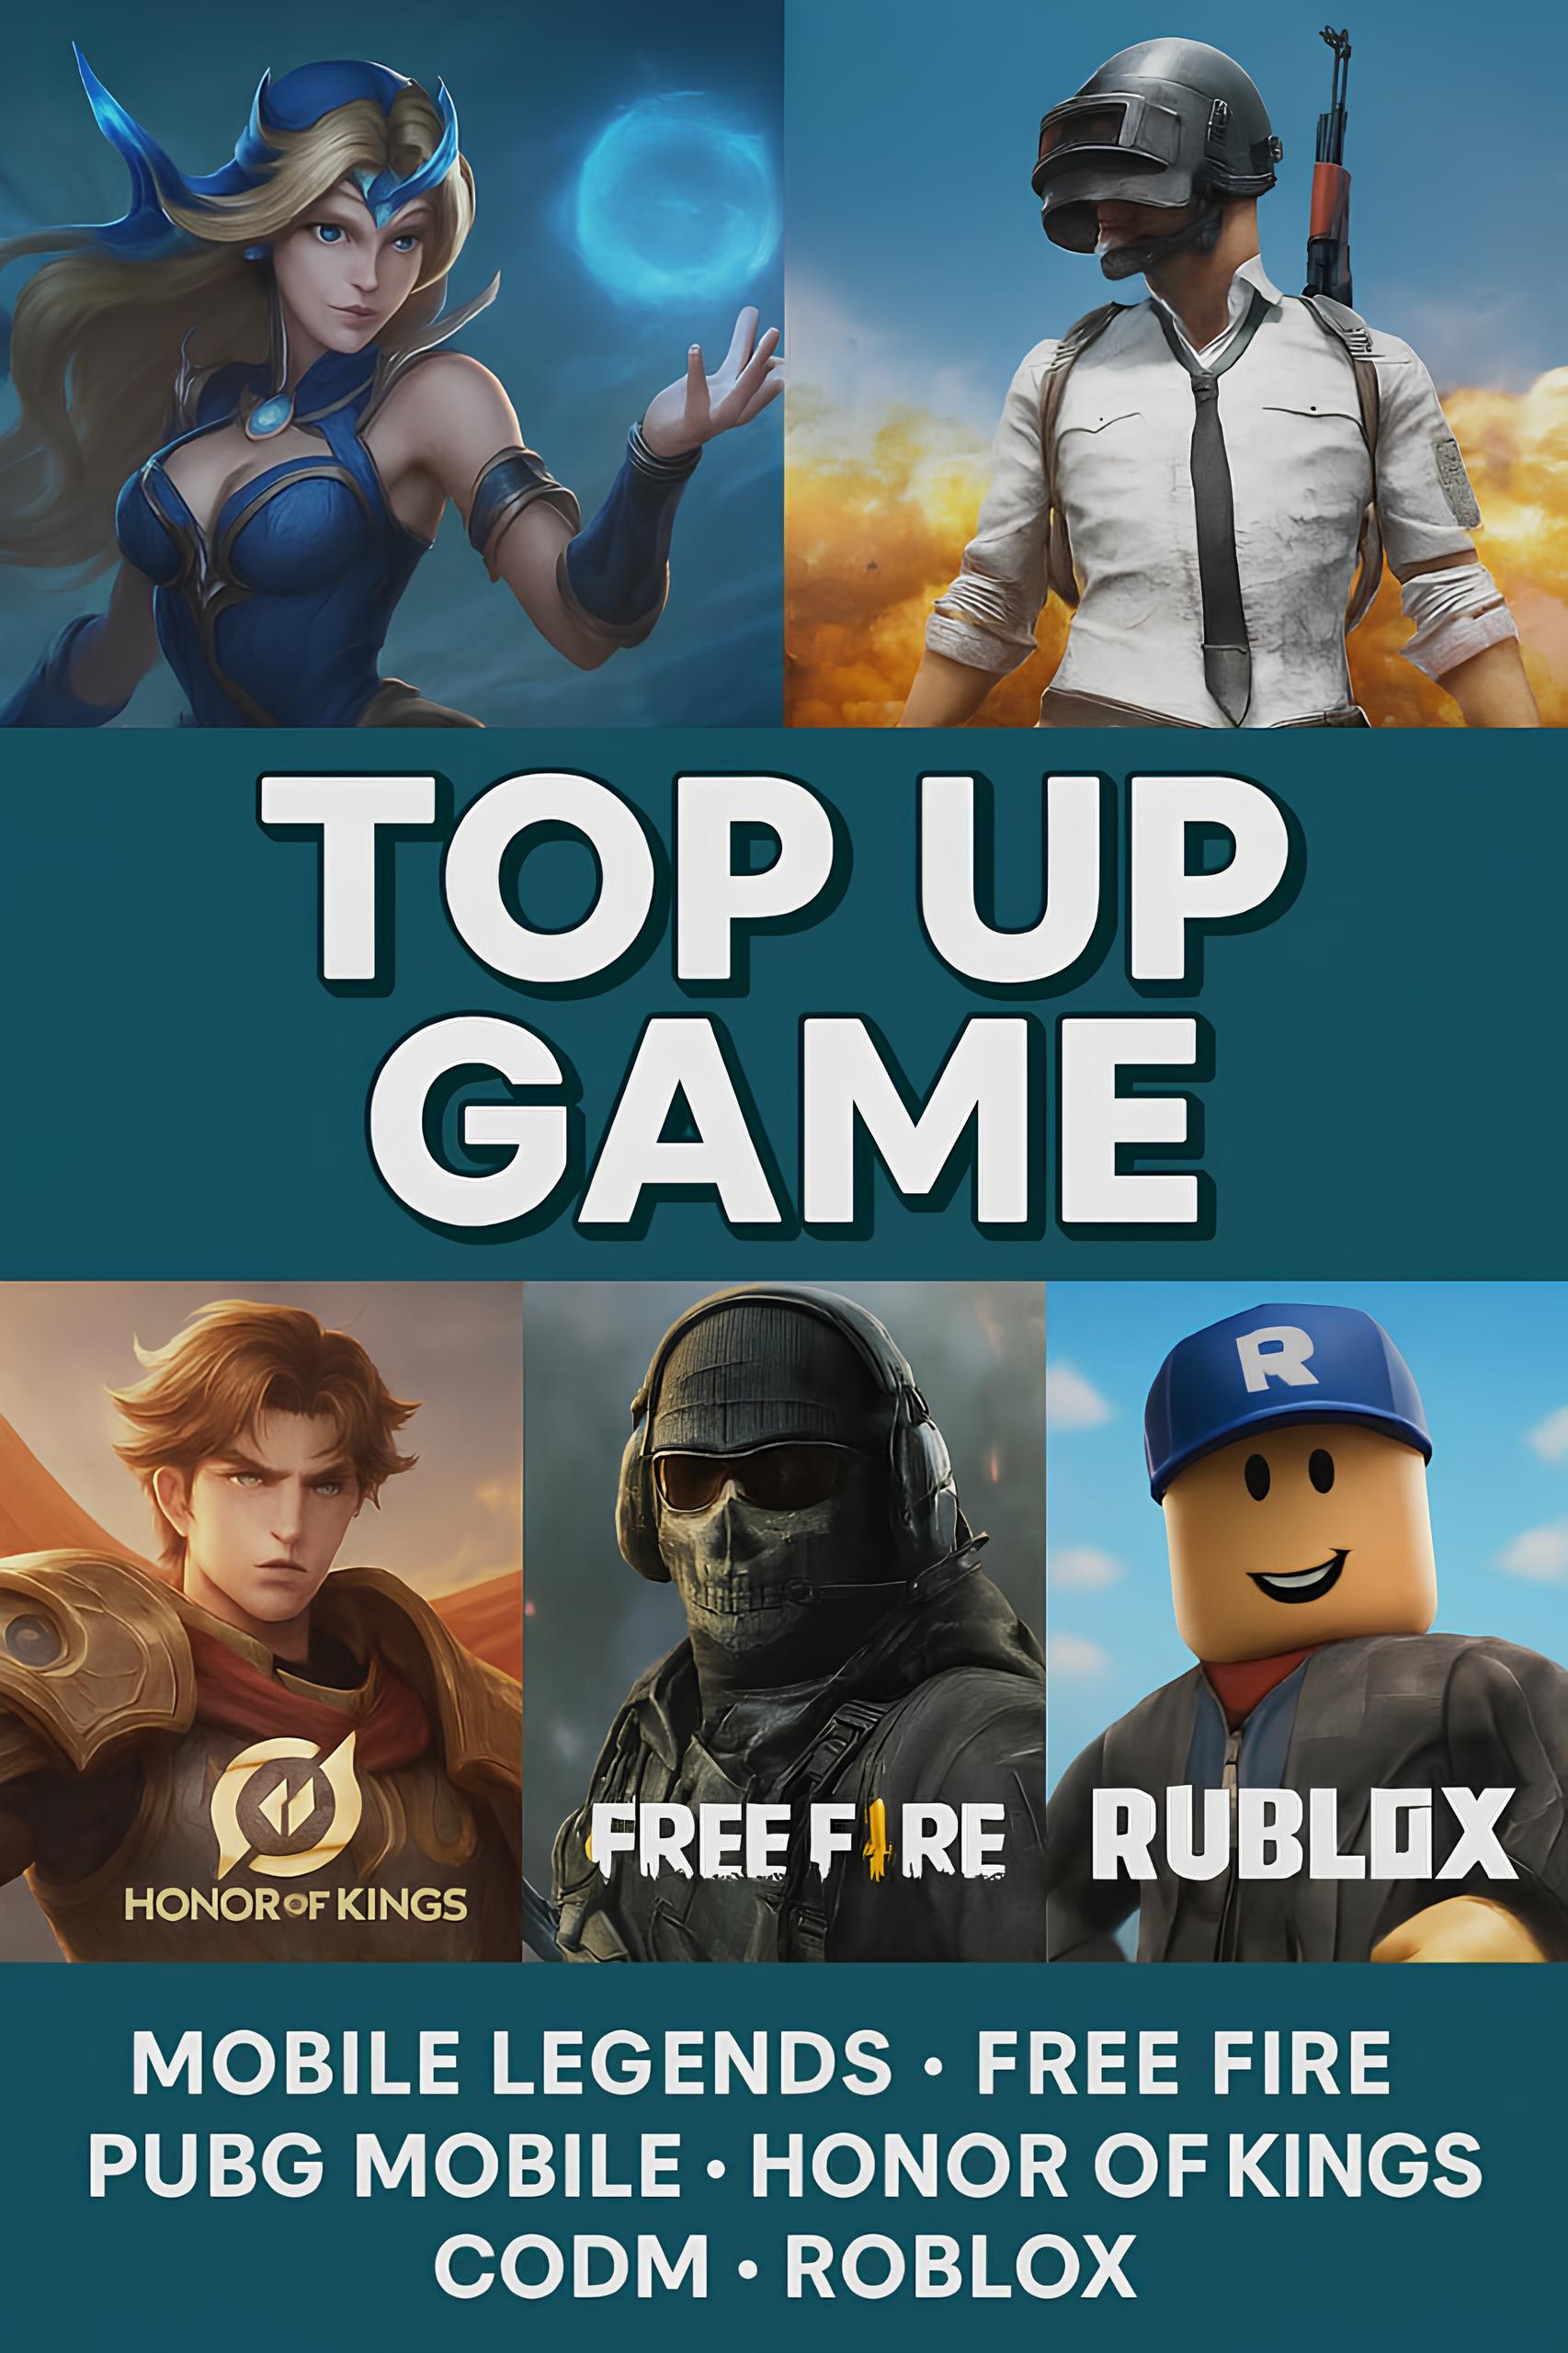 TOP UP
GAME
R
HONOR OF KINGS
FREE FIRE
RUBLOX
MOBILE LEGENDS • FREE FIRE
PUBG MOBILE • HONOR OF KINGS
CODM • ROBLOX